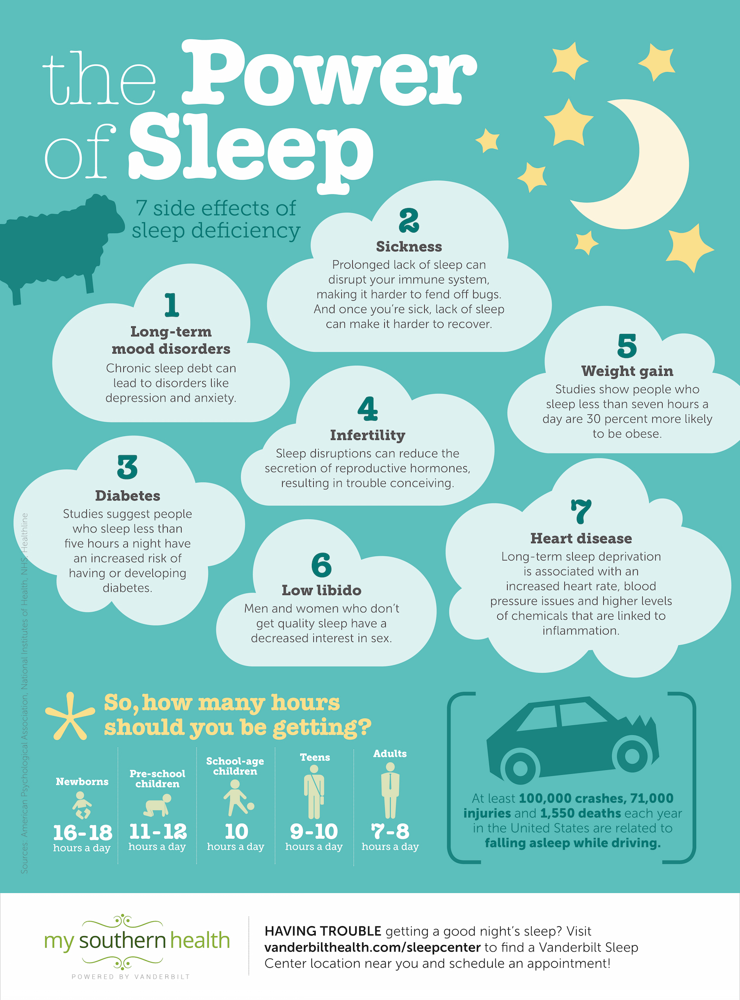 the Power
of Sleep
7 side effects of
sleep deficiency
1
Long-term
mood disorders
Chronic sleep debt can
lead to disorders like
depression and anxiety.
2
Sickness
Prolonged lack of sleep can
disrupt your immune system,
making it harder to fend off bugs.
And once you're sick, lack of sleep
can make it harder to recover.
3
Diabetes
Studies suggest people
who sleep less than
five hours a night have
an increased risk of
having or developing
diabetes.
4
Infertility
Sleep disruptions can reduce the
secretion of reproductive hormones,
resulting in trouble conceiving.
5
Weight gain
Studies show people who
sleep less than seven hours a
day are 30 percent more likely
to be obese.
6
Low libido
Men and women who don't
get quality sleep have a
decreased interest in sex.
7
Heart disease
Long-term sleep deprivation
is associated with an
increased heart rate, blood
pressure issues and higher levels
of chemicals that are linked to
inflammation.
Sources: American Psychological Association, National Institutes of Health, NHS, Healthline
* So, how many hours
should you be getting?
Newborns
16-18
hours a day
Pre-school
children
11-12
hours a day
School-age
children
10
hours a day
Teens
9-10
hours a day
Adults
7-8
hours a day
At least 100,000 crashes, 71,000
injuries and 1,550 deaths each year
in the United States are related to
falling asleep while driving.
my southern health
POWERED BY VANDERBILT
HAVING TROUBLE getting a good night's sleep? Visit
vanderbilthealth.com/sleepcenter to find a Vanderbilt Sleep
Center location near you and schedule an appointment!